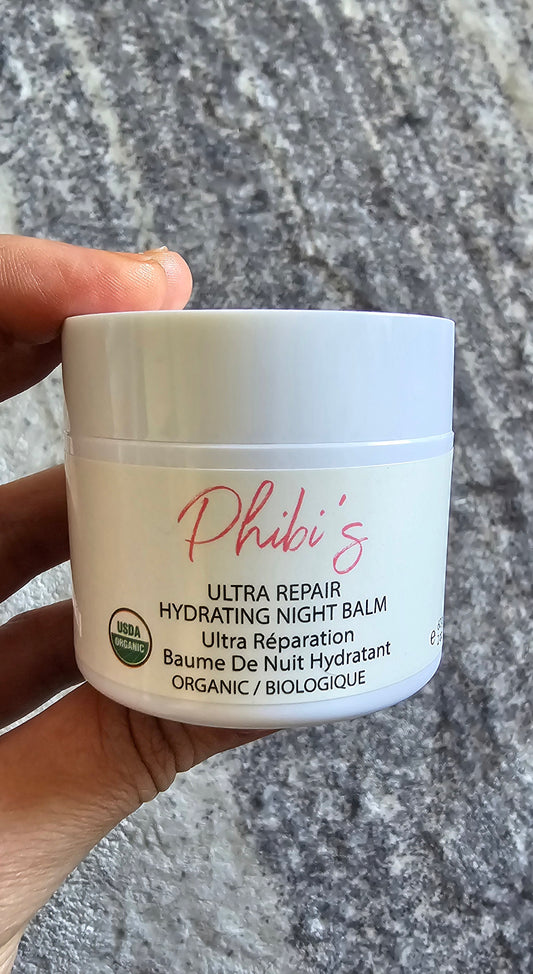 Phibi's
ULTRA REPAIR
HYDRATING NIGHT BALM
Ultra Réparation
Baume De Nuit Hydratant
ORGANIC / BIOLOGIQUE
USDA
ORGANIC
e